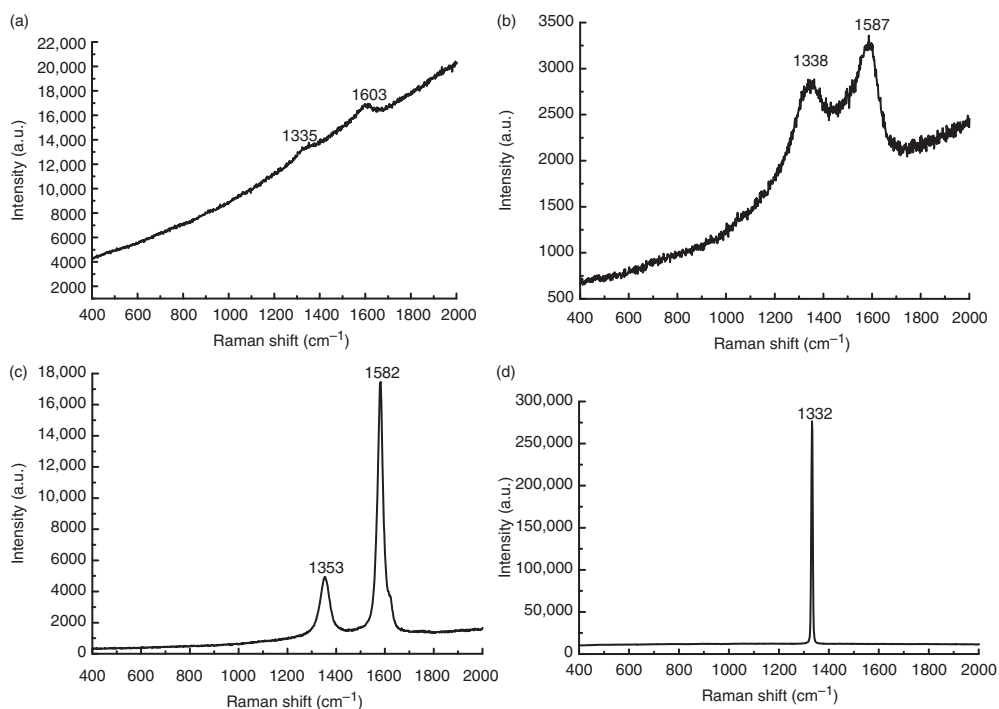 (a)
22,000
20,000
18,000
16,000
14,000
12,000
10,000
8000
6000
4000
2000
Intensity (a.u.)
1335
1603
400 600 800 1000 1200 1400 1600 1800 2000
Raman shift (cm–1)
(b)
3500
3000
2500
2000
1500
1000
500
Intensity (a.u.)
1338
1587
400 600 800 1000 1200 1400 1600 1800 2000
Raman shift (cm–1)
(c)
18,000
16,000
14,000
12,000
10,000
8000
6000
4000
2000
0
Intensity (a.u.)
1353
1582
400 600 800 1000 1200 1400 1600 1800 2000
Raman shift (cm–1)
(d)
300,000
250,000
200,000
150,000
100,000
50,000
0
Intensity (a.u.)
1332
400 600 800 1000 1200 1400 1600 1800 2000
Raman shift (cm–1)